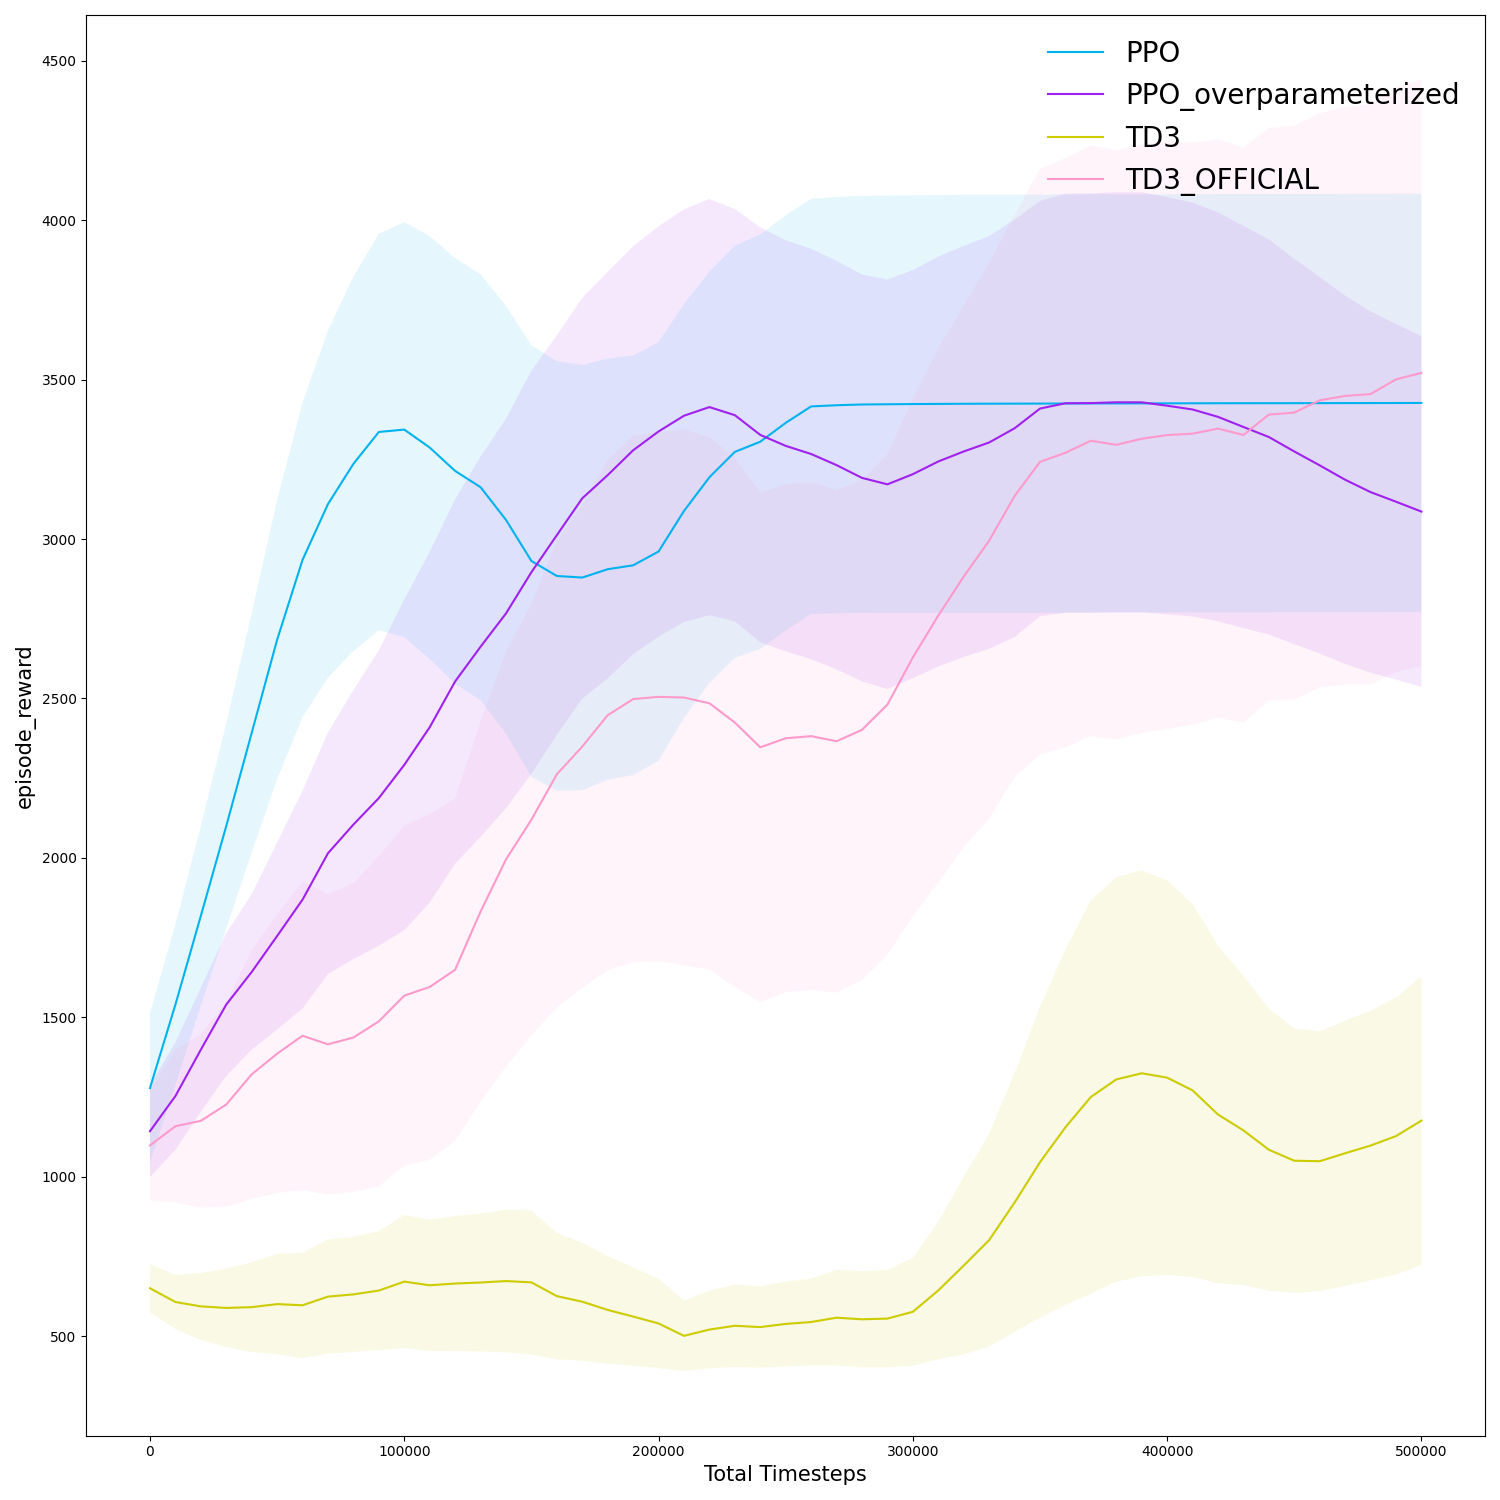 PPO
PPO_overparameterized
TD3
TD3_OFFICIAL
4500
4000
3500
3000
2500
2000
1500
1000
500
episode_reward
0 100000 200000 300000 400000 500000
Total Timesteps